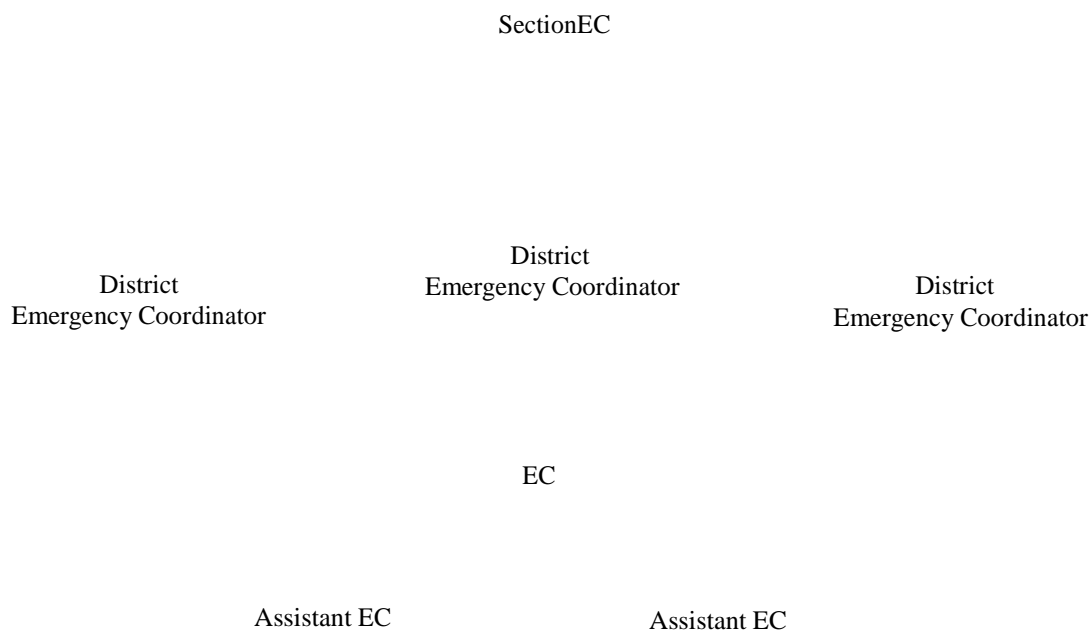 SectionEC
District
Emergency Coordinator
District
Emergency Coordinator
District
Emergency Coordinator
EC
Assistant EC
Assistant EC